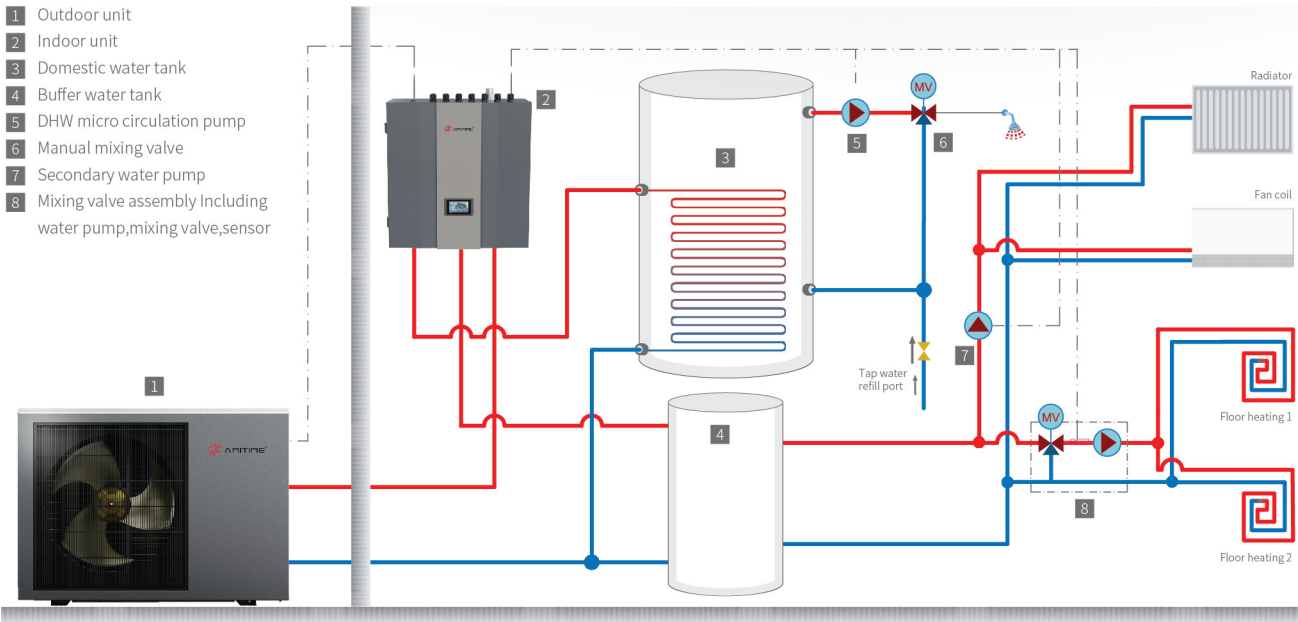 1 Outdoor unit
2 Indoor unit
3 Domestic water tank
4 Buffer water tank
5 DHW micro circulation pump
6 Manual mixing valve
7 Secondary water pump
8 Mixing valve assembly Including
water pump,mixing valve,sensor
2
AMITIME
3
MV
5
6
Radiator
Fan coil
7
Tap water
refill port
1
AMITIME
4
MV
8
Floor heating 1
Floor heating 2